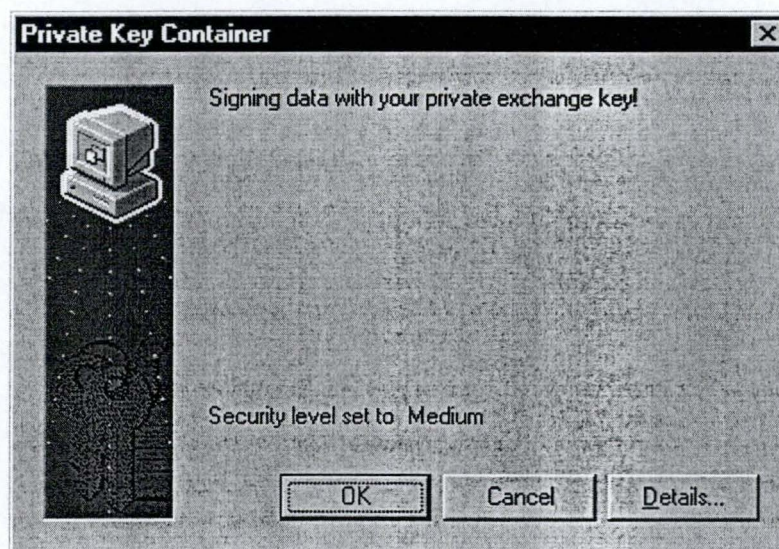 Private Key Container
Signing data with your private exchange key!
Security level set to Medium
OK
Cancel
Details...